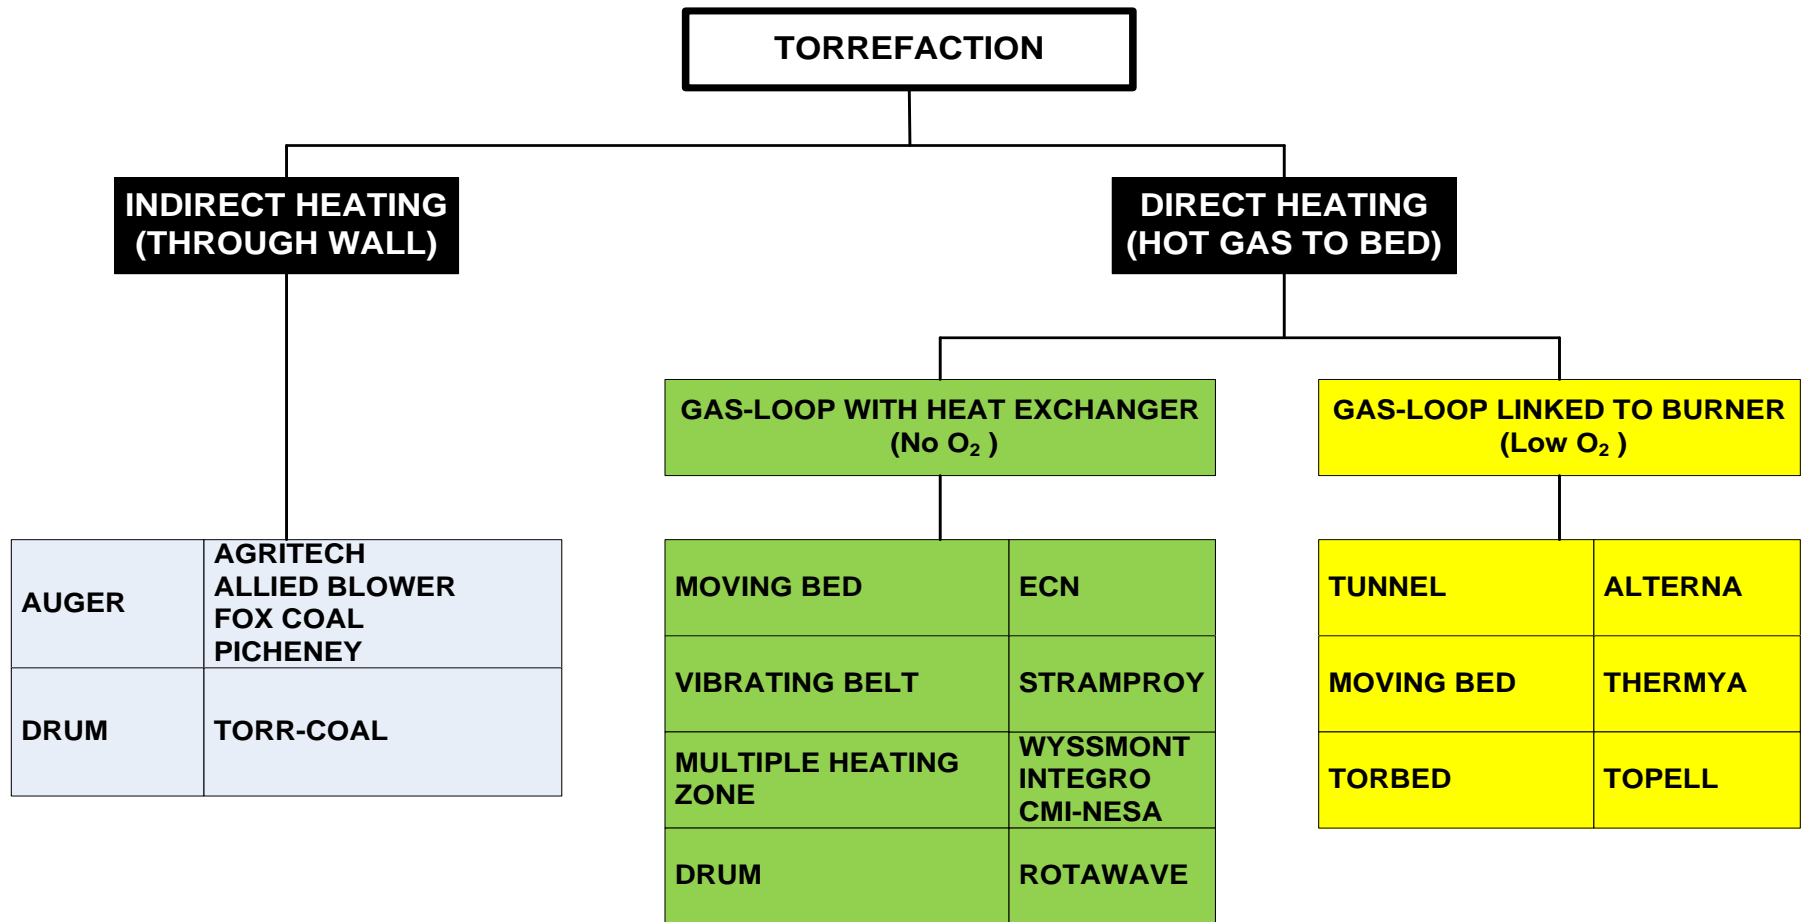 TORREFACTION
INDIRECT HEATING
(THROUGH WALL)
DIRECT HEATING
(HOT GAS TO BED)
GAS-LOOP WITH HEAT EXCHANGER
(No O₂ )
GAS-LOOP LINKED TO BURNER
(Low O₂ )
AUGER
AGRITECH
ALLIED BLOWER
FOX COAL
PICHENEY
DRUM
TORR-COAL
MOVING BED
ECN
VIBRATING BELT
STRAMPROY
MULTIPLE HEATING
ZONE
WYSSMONT
INTEGRO
CMI-NESA
DRUM
ROTAWAVE
TUNNEL
ALTERNA
MOVING BED
THERMYA
TORBED
TOPELL